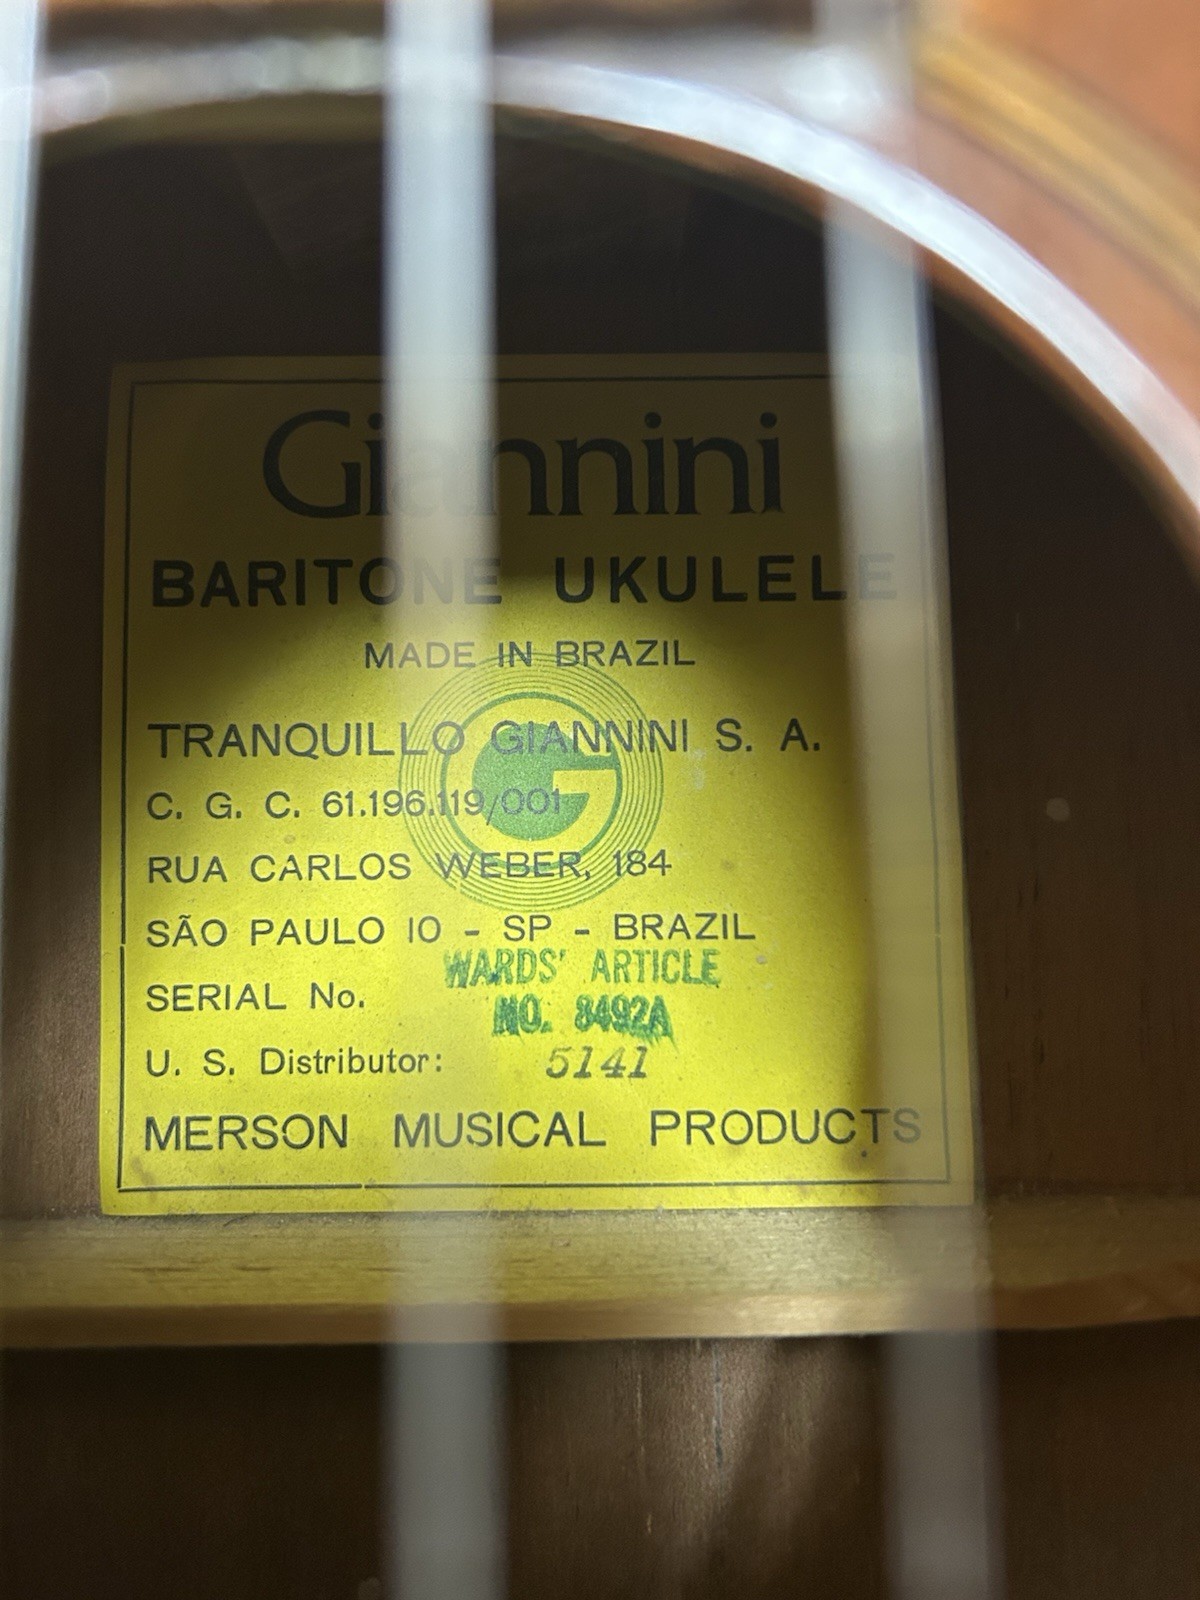 Giannini
BARITONE UKULELE
MADE IN BRAZIL
TRANQUILLO GIANNINI S. A.
C. G. C. 61.196.119/001
RUA CARLOS WEBER, 184
SÃO PAULO 10 - SP - BRAZIL
WARDS' ARTICLE
SERIAL No.
NO. 8492A
U. S. Distributor: 5141
MERSON MUSICAL PRODUCTS